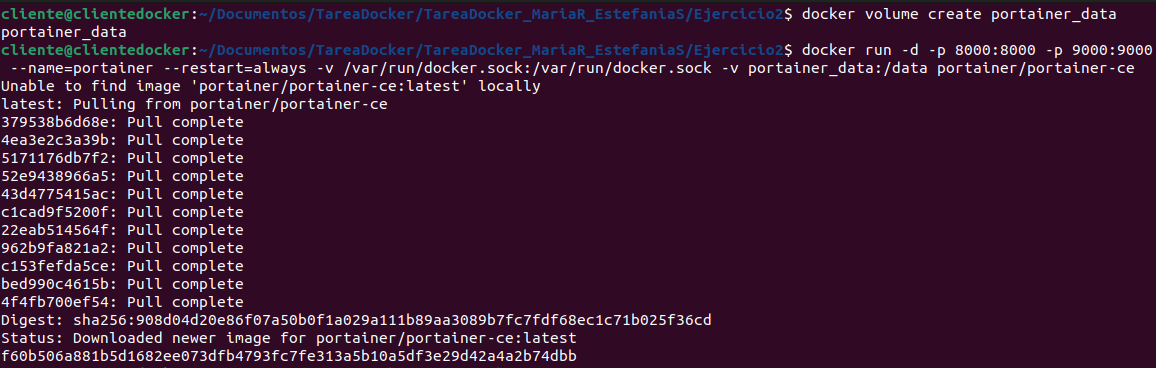 cliente@clientedocker:~/Documentos/TareaDocker/TareaDocker_MariaR_EstefaniaS/Ejercicio2$ docker volume create portainer_data
portainer_data
cliente@clientedocker:~/Documentos/TareaDocker/TareaDocker_MariaR_EstefaniaS/Ejercicio2$ docker run -d -p 8000:8000 -p 9000:9000
 --name=portainer --restart=always -v /var/run/docker.sock:/var/run/docker.sock -v portainer_data:/data portainer/portainer-ce
Unable to find image 'portainer/portainer-ce:latest' locally
latest: Pulling from portainer/portainer-ce
379538b6d68e: Pull complete
4ea3e2c3a39b: Pull complete
5171176db7f2: Pull complete
52e9438966a5: Pull complete
43d4775415ac: Pull complete
c1cad9f5200f: Pull complete
22eab514564f: Pull complete
962b9fa821a2: Pull complete
c153fefda5ce: Pull complete
bed990c4615b: Pull complete
4f4fb700ef54: Pull complete
Digest: sha256:908d04d20e86f07a50b0f1a029a111b89aa3089b7fc7fdf68ec1c71b025f36cd
Status: Downloaded newer image for portainer/portainer-ce:latest
f60b506a881b5d1682ee073dfb4793fc7fe313a5b10a5df3e29d42a4a2b74dbb